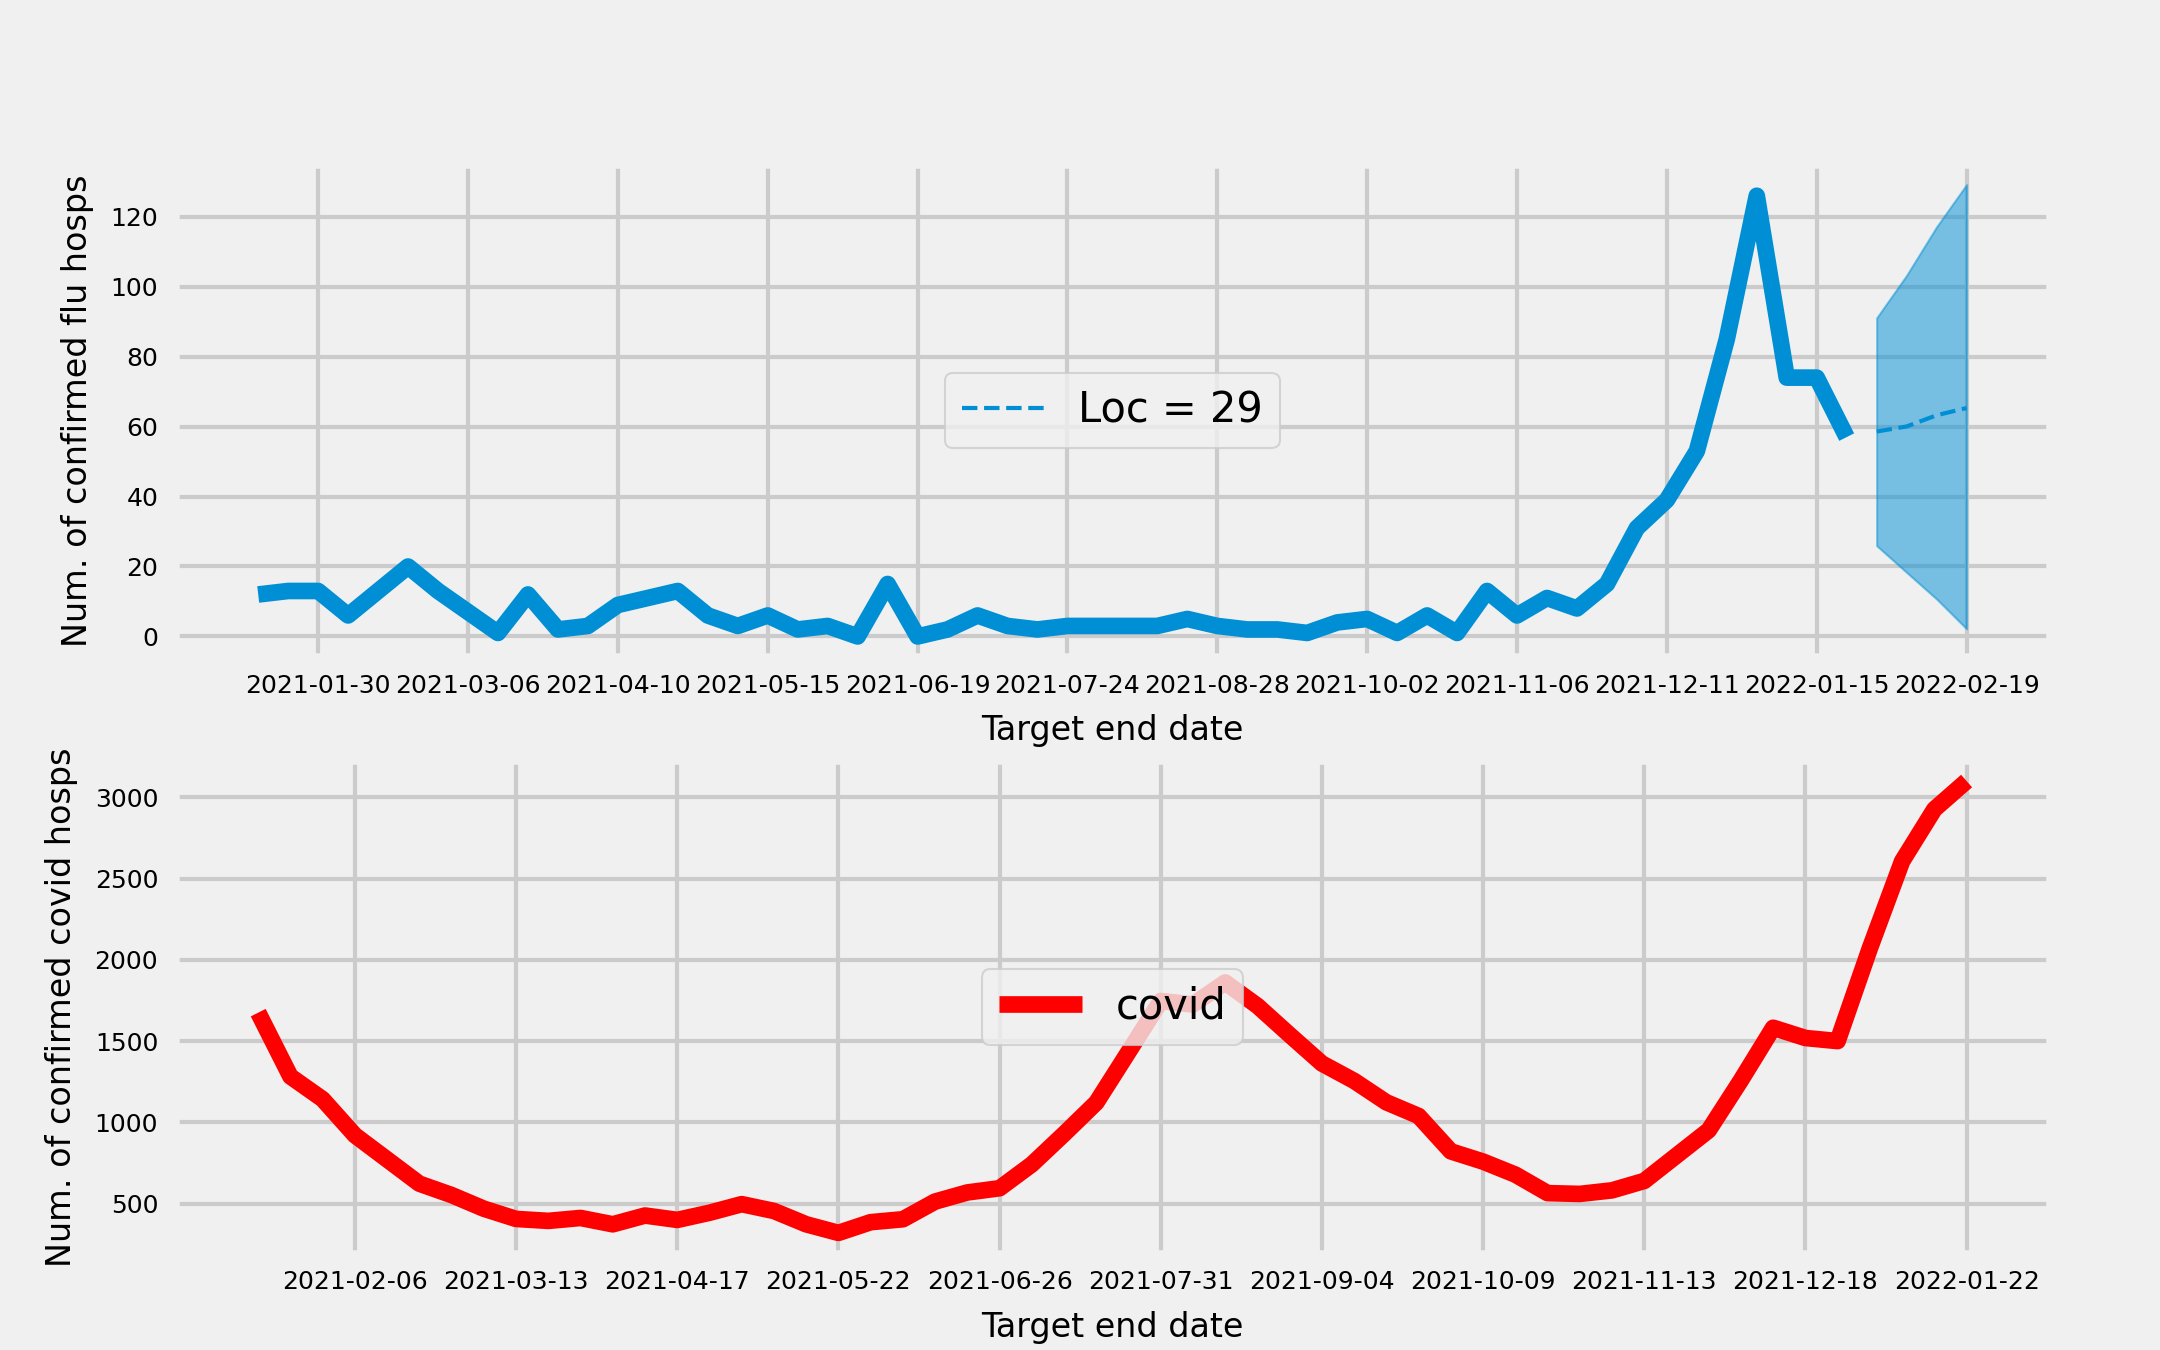 Num. of confirmed flu hosps
120
100
80
60
40
20
0
Loc = 29
2021-01-30 2021-03-06 2021-04-10 2021-05-15 2021-06-19 2021-07-24 2021-08-28 2021-10-02 2021-11-06 2021-12-11 2022-01-15 2022-02-19
Target end date
Num. of confirmed covid hosps
3000
2500
2000
1500
1000
500
covid
2021-02-06 2021-03-13 2021-04-17 2021-05-22 2021-06-26 2021-07-31 2021-09-04 2021-10-09 2021-11-13 2021-12-18 2022-01-22
Target end date